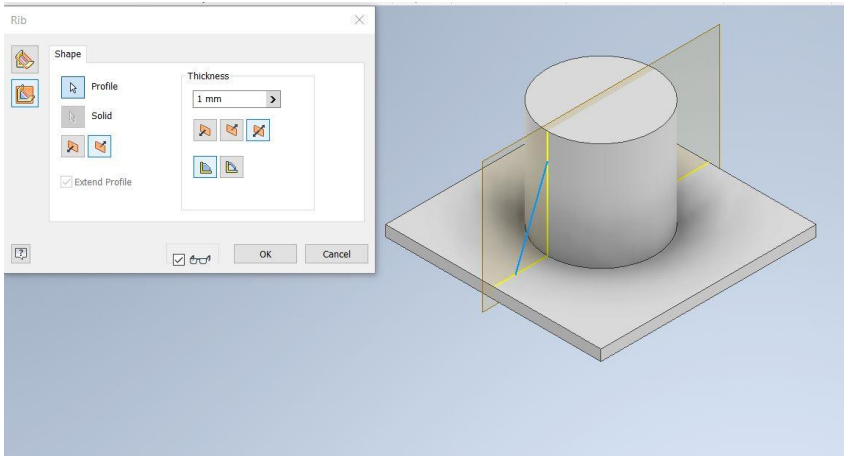 Rib
Shape
Profile
Solid
Extend Profile
Thickness
1 mm
OK
Cancel